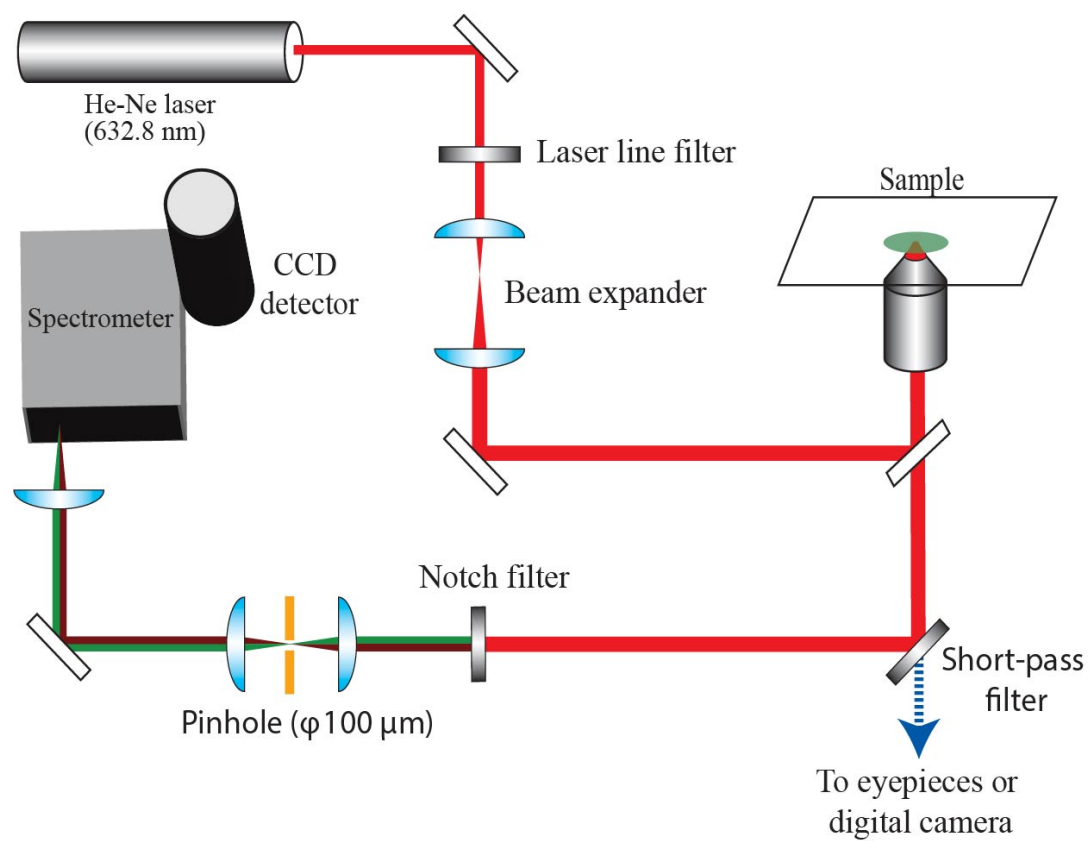 He-Ne laser
(632.8 nm)
Laser line filter
Sample
CCD
detector
Beam expander
Spectrometer
Notch filter
Short-pass
filter
Pinhole (φ100 μm)
To eyepieces or
digital camera